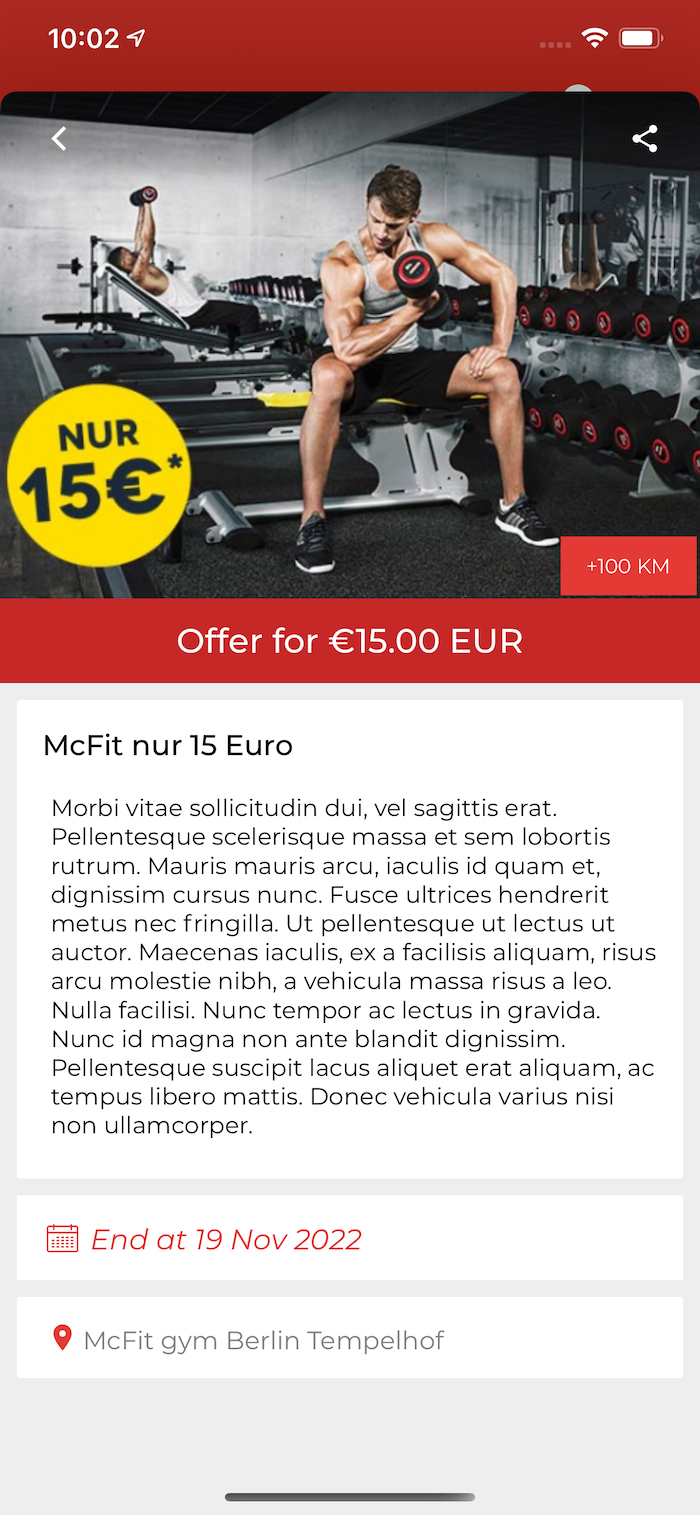 10:02
NUR
15€*
+100 KM
Offer for €15.00 EUR
McFit nur 15 Euro
Morbi vitae sollicitudin dui, vel sagittis erat.
Pellentesque scelerisque massa et sem lobortis
rutrum. Mauris mauris arcu, iaculis id quam et,
dignissim cursus nunc. Fusce ultrices hendrerit
metus nec fringilla. Ut pellentesque ut lectus ut
auctor. Maecenas iaculis, ex a facilisis aliquam, risus
arcu molestie nibh, a vehicula massa risus a leo.
Nulla facilisi. Nunc tempor ac lectus in gravida.
Nunc id magna non ante blandit dignissim.
Pellentesque suscipit lacus aliquet erat aliquam, ac
tempus libero mattis. Donec vehicula varius nisi
non ullamcorper.
End at 19 Nov 2022
McFit gym Berlin Tempelhof